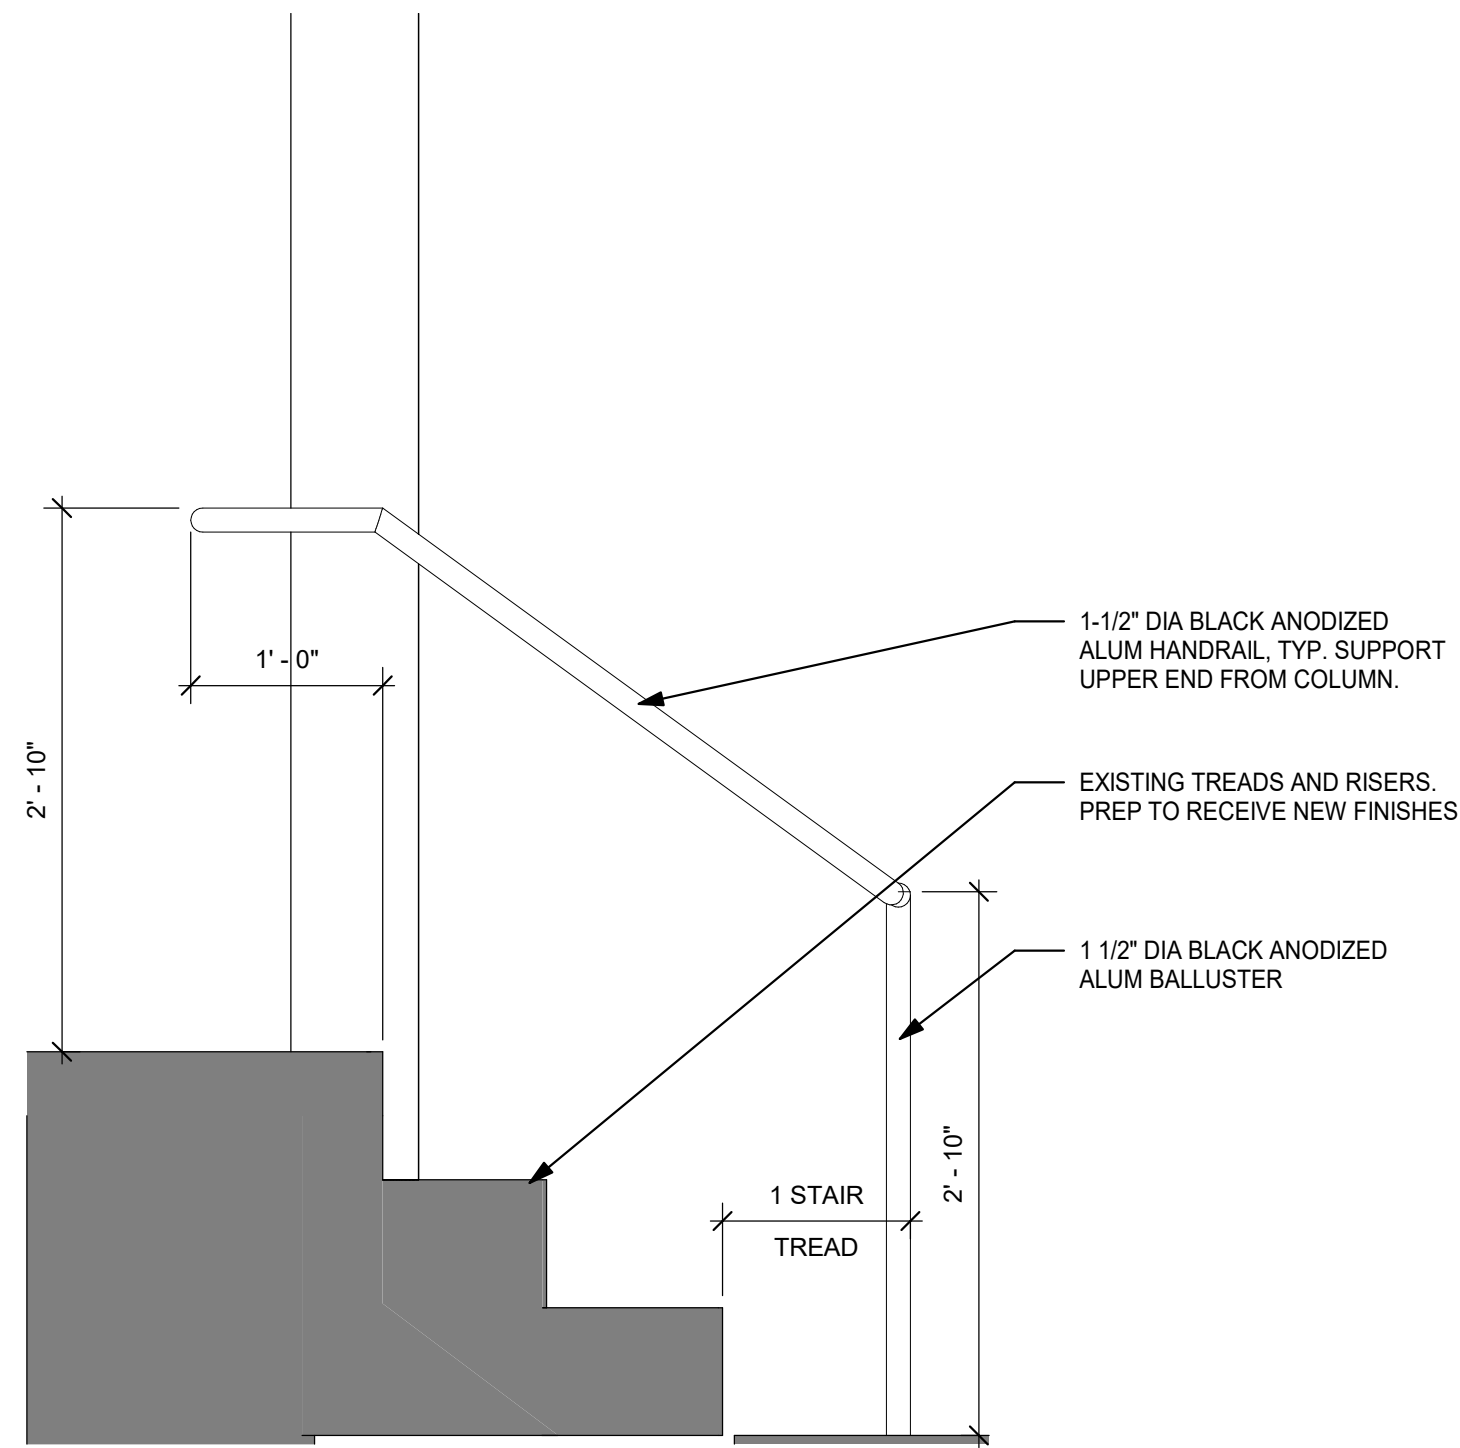 1-1/2" DIA BLACK ANODIZED
ALUM HANDRAIL, TYP. SUPPORT
UPPER END FROM COLUMN.
1' - 0"
2' - 10"
EXISTING TREADS AND RISERS.
PREP TO RECEIVE NEW FINISHES
1 1/2" DIA BLACK ANODIZED
ALUM BALLUSTER
2' - 10"
1 STAIR
TREAD